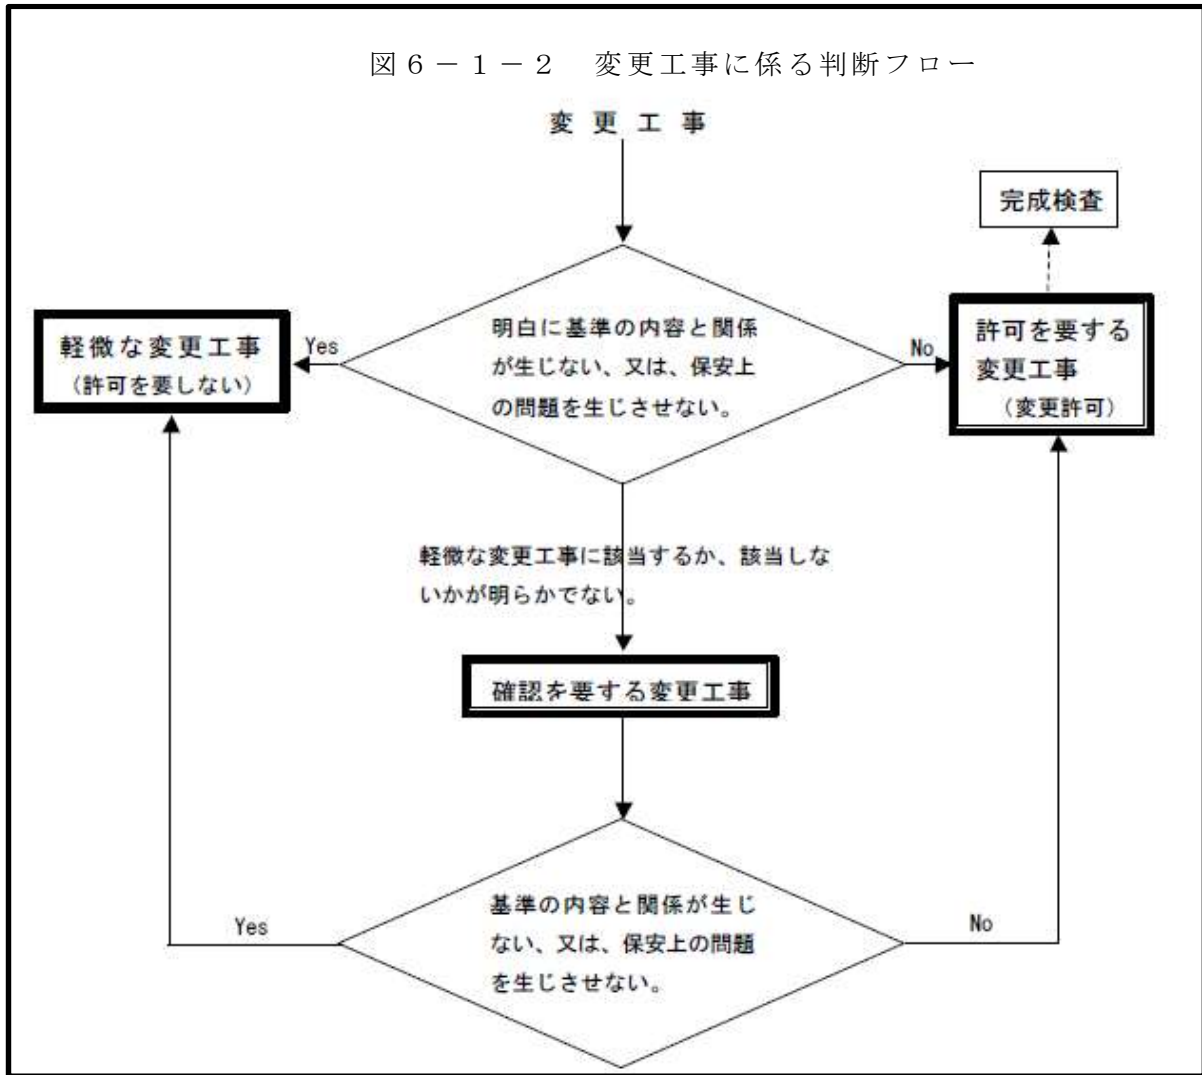 図6-1-2 変更工事に係る判断フロー
変更工事
完成検査
明白に基準の内容と関係
が生じない、又は、保安上
の問題を生じさせない。
Yes
No
軽微な変更工事
(許可を要しない)
許可を要する
変更工事
(変更許可)
軽微な変更工事に該当するか、該当しな
いかが明らかでない。
確認を要する変更工事
基準の内容と関係が生じ
ない、又は、保安上の問題
を生じさせない。
Yes
No